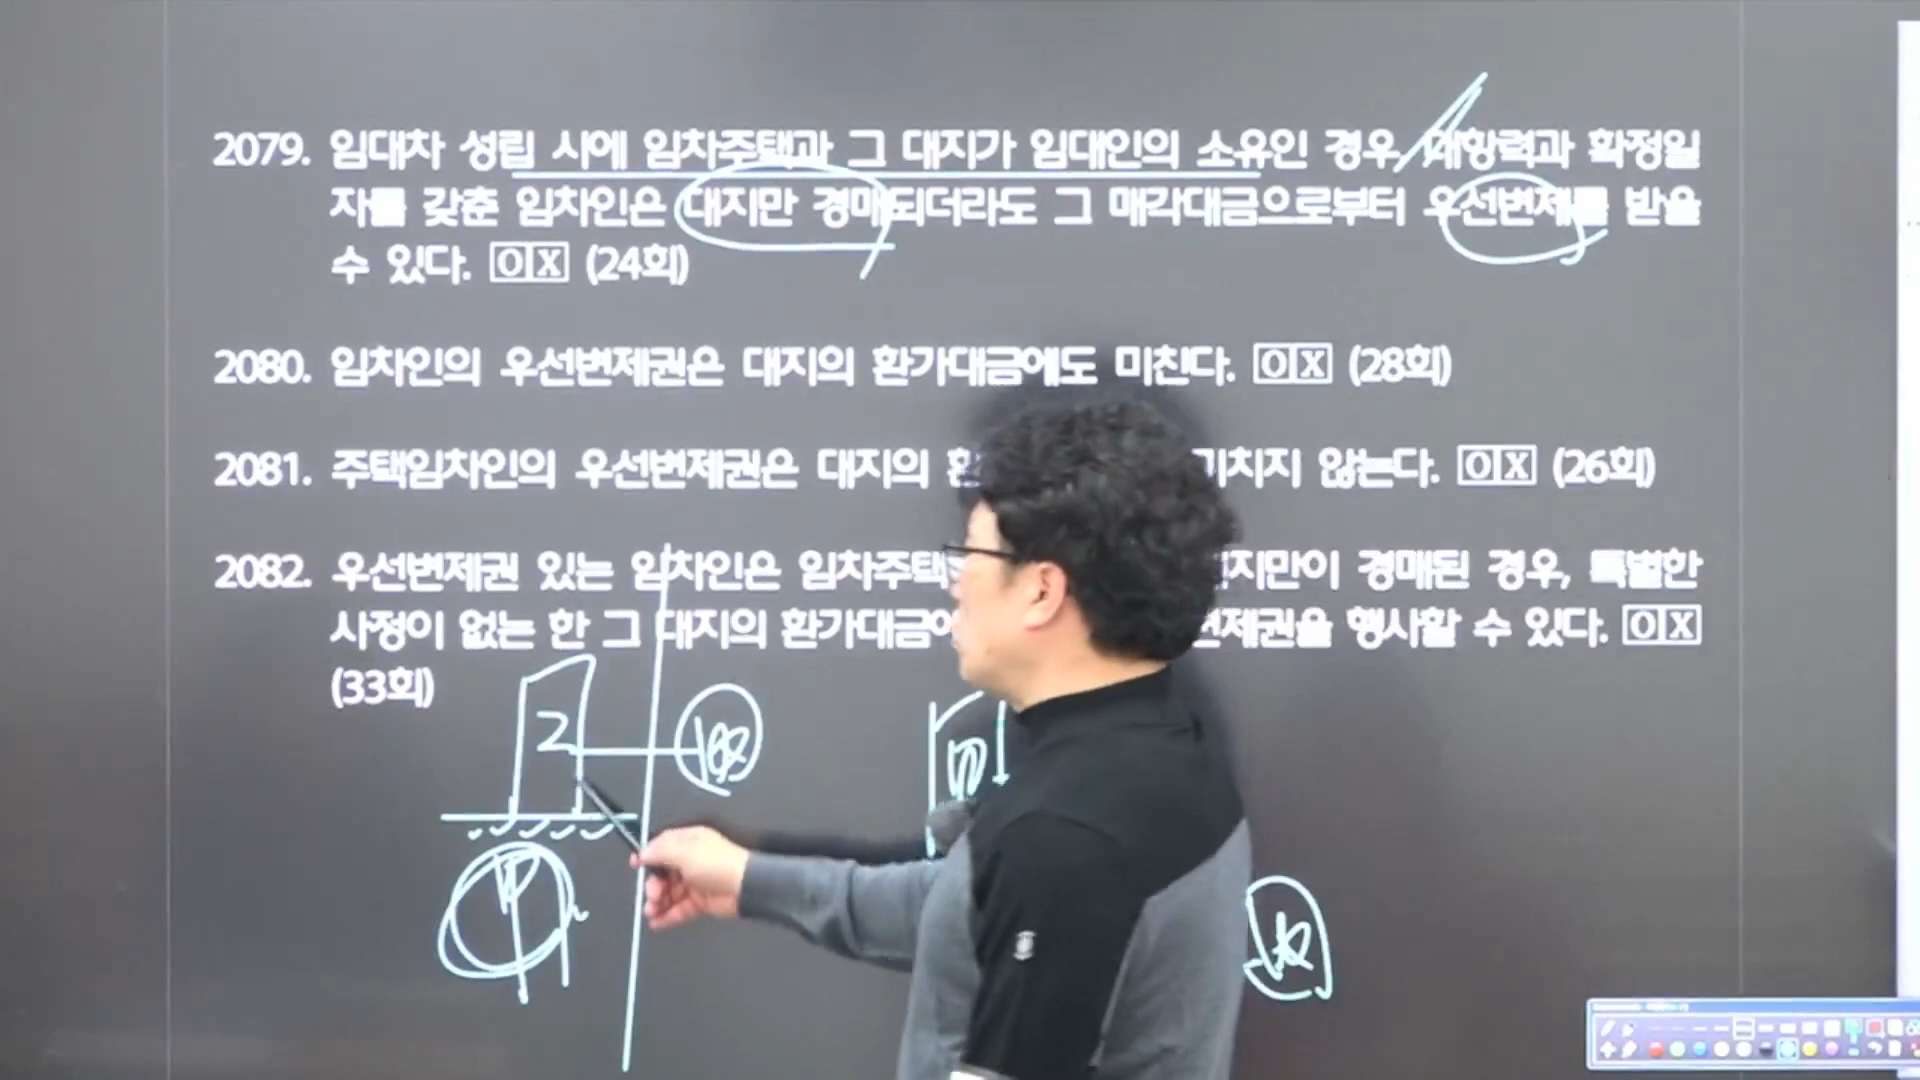 2079. 임대차 성립 시에 임차주택과 그 대지가 임대인의 소유인 경우, 대항력과 확정일
자를 갖춘 임차인은 대지만 경매되더라도 그 매각대금으로부터 우선변제를 받을
수 있다. O X (24회)
2080. 임차인의 우선변제권은 대지의 환가대금에도 미친다. O X (28회)
2081. 주택임차인의 우선변제권은 대지의 미치지 않는다. O X (26회)
2082. 우선변제권 있는 임차인은 임차주택 대지만이 경매된 경우, 특별한
사정이 없는 한 그 대지의 환가대금에 변제권을 행사할 수 있다. O X
(33회)